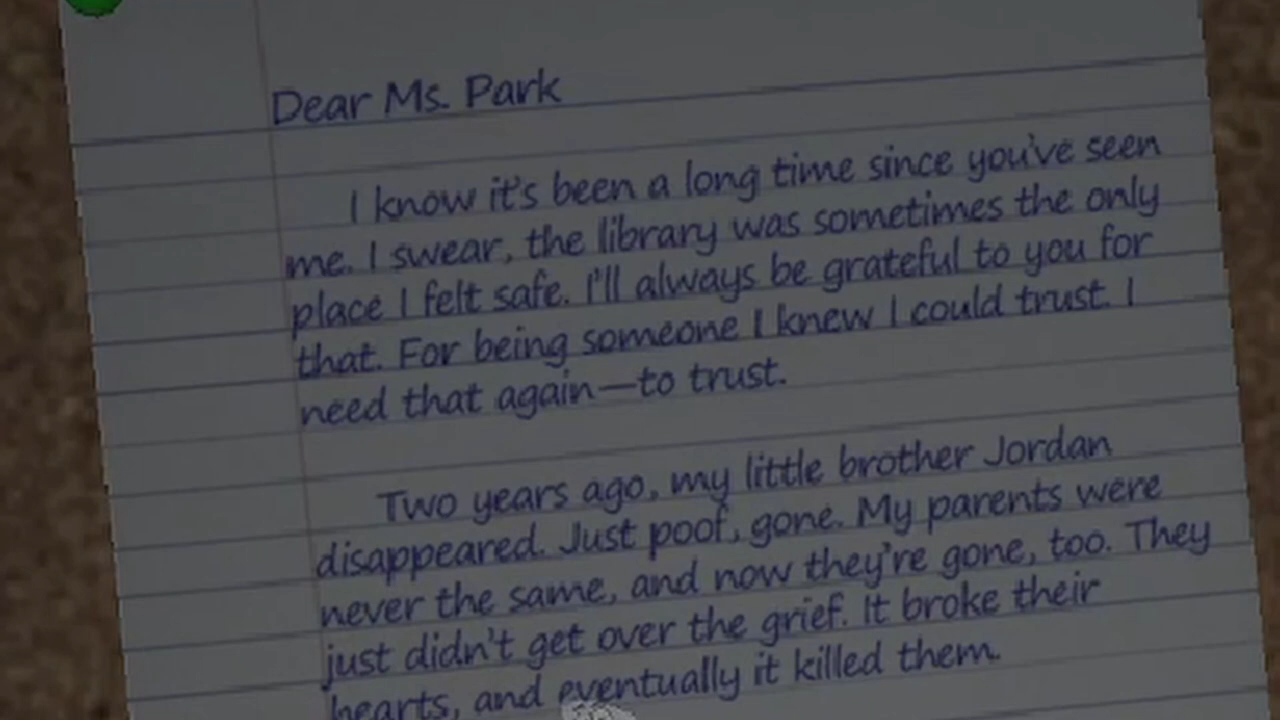 Dear Ms. Park
I know it's been a long time since you've seen
me. I swear, the library was sometimes the only
place I felt safe. I'll always be grateful to you for
that. For being someone I knew I could trust. I
need that again—to trust.
Two years ago, my little brother Jordan
disappeared. Just poof, gone. My parents were
never the same, and now they're gone, too. They
just didn't get over the grief. It broke their
hearts, and eventually it killed them.